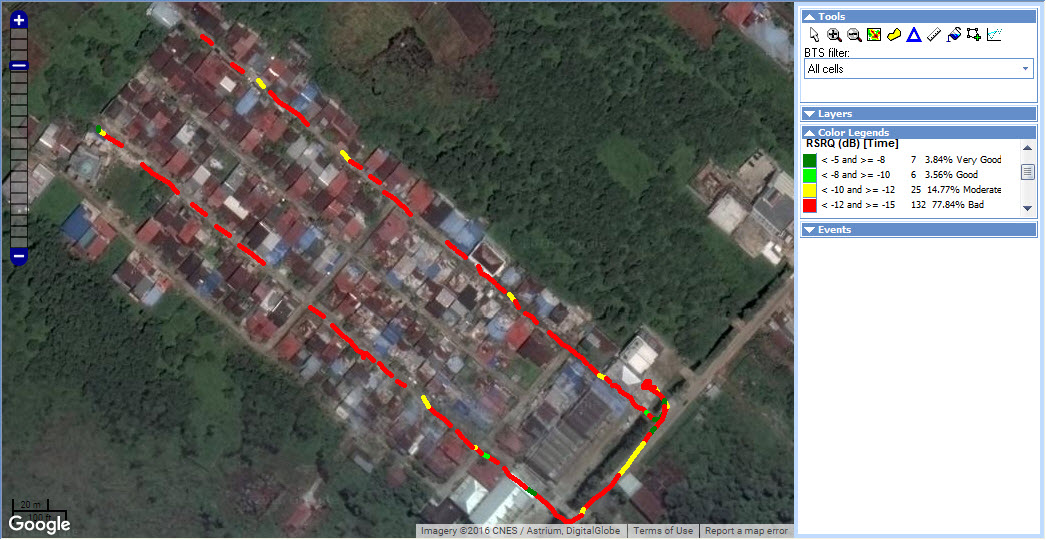 Tools
BTS filter:
All cells
Layers
Color Legends
RSRQ (dB) [Time]
< -5 and >= -8 7 3.84% Very Good
< -8 and >= -10 6 3.56% Good
< -10 and >= -12 25 14.77% Moderate
< -12 and >= -15 132 77.84% Bad
Events
20 m
100 ft
Google
Imagery ©2016 CNES / Astrium, DigitalGlobe
Terms of Use
Report a map error